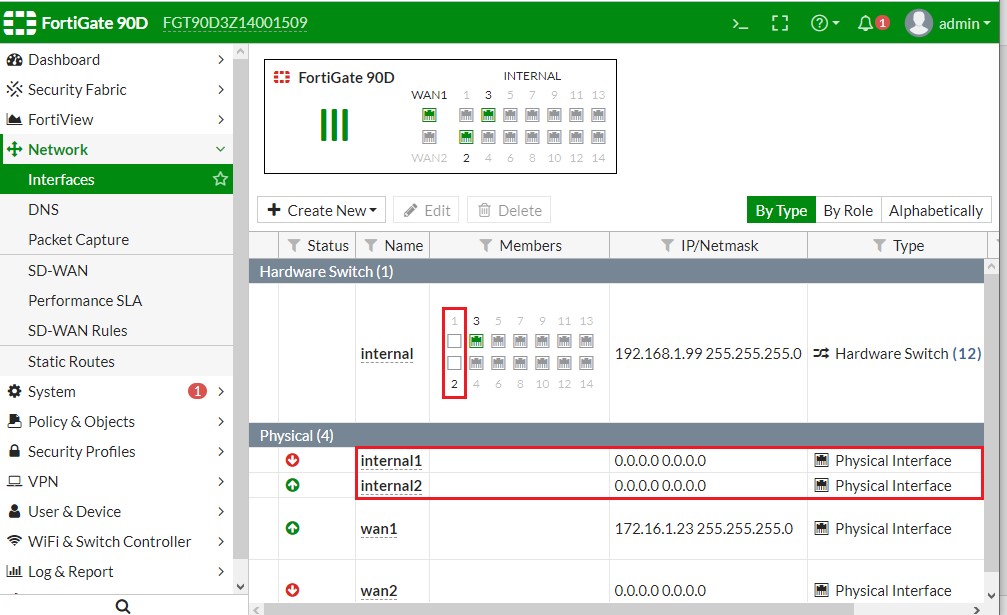 FortiGate 90D FGT90D3Z14001509 >_ 1 admin
Dashboard
Security Fabric
FortiView
Network
Interfaces
DNS
Packet Capture
SD-WAN
Performance SLA
SD-WAN Rules
Static Routes
System 1
Policy & Objects
Security Profiles
VPN
User & Device
WiFi & Switch Controller
Log & Report
FortiGate 90D INTERNAL
WAN1 1 3 5 7 9 11 13
WAN2 2 4 6 8 10 12 14
+ Create New Edit Delete By Type By Role Alphabetically
Status Name Members IP/Netmask Type
Hardware Switch (1)
1 3 5 7 9 11 13
internal 192.168.1.99 255.255.255.0 Hardware Switch (12)
2 4 6 8 10 12 14
Physical (4)
internal1 0.0.0.0 0.0.0.0 Physical Interface
internal2 0.0.0.0 0.0.0.0 Physical Interface
wan1 172.16.1.23 255.255.255.0 Physical Interface
wan2 0.0.0.0 0.0.0.0 Physical Interface